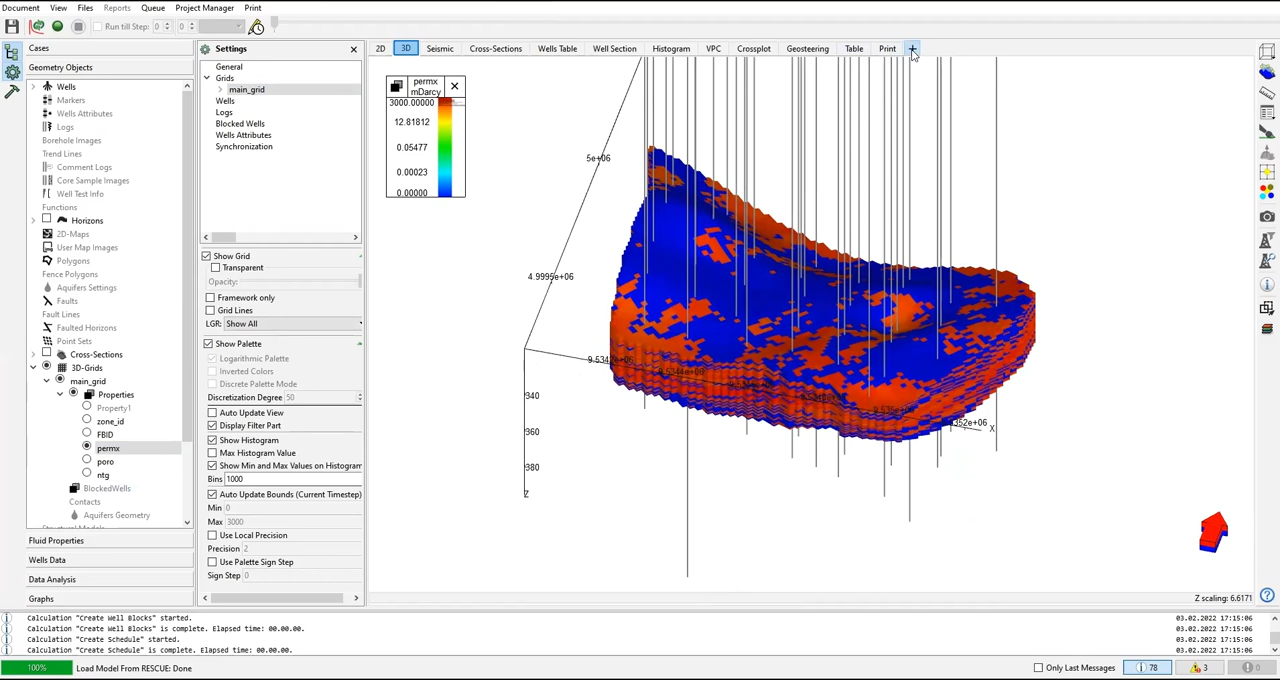 Document View Files Reports Queue Project Manager Print
Run till Step: 0 0
Cases
Geometry Objects
Wells
Markers
Wells Attributes
Logs
Borehole Images
Trend Lines
Comment Logs
Core Sample Images
Well Test Info
Functions
Horizons
2D-Maps
User Map Images
Polygons
Fence Polygons
Aquifers Settings
Faults
Fault Lines
Faulted Horizons
Point Sets
Cross-Sections
3D-Grids
main_grid
Properties
Property1
zone_id
FBID
permx
poro
ntg
BlockedWells
Contacts
Aquifers Geometry
Fluid Properties
Wells Data
Data Analysis
Graphs
Settings
General
Grids
main_grid
Wells
Logs
Blocked Wells
Wells Attributes
Synchronization
Show Grid
Transparent
Opacity:
Framework only
Grid Lines
LGR: Show All
Show Palette
Logarithmic Palette
Inverted Colors
Discrete Palette Mode
Discretization Degree 50
Auto Update View
Display Filter Part
Show Histogram
Max Histogram Value
Show Min and Max Values on Histogram
Bins 1000
Auto Update Bounds (Current Timestep)
Min 0
Max 3000
Use Local Precision
Precision 2
Use Palette Sign Step
Sign Step 0
2D 3D Seismic Cross-Sections Wells Table Well Section Histogram VPC Crossplot Geosteering Table Print +
permx
mDarcy
3000.00000
12.81812
0.05477
0.00023
0.00000
5e+06
4.9995e+06
340
360
380
Z
X
Z scaling: 6.6171
Calculation "Create Well Blocks" started. 03.02.2022 17:15:06
Calculation "Create Well Blocks" is complete. Elapsed time: 00.00.00. 03.02.2022 17:15:06
Calculation "Create Schedule" started. 03.02.2022 17:15:06
Calculation "Create Schedule" is complete. Elapsed time: 00.00.00. 03.02.2022 17:15:06
100% Load Model From RESCUE: Done Only Last Messages 78 3 0